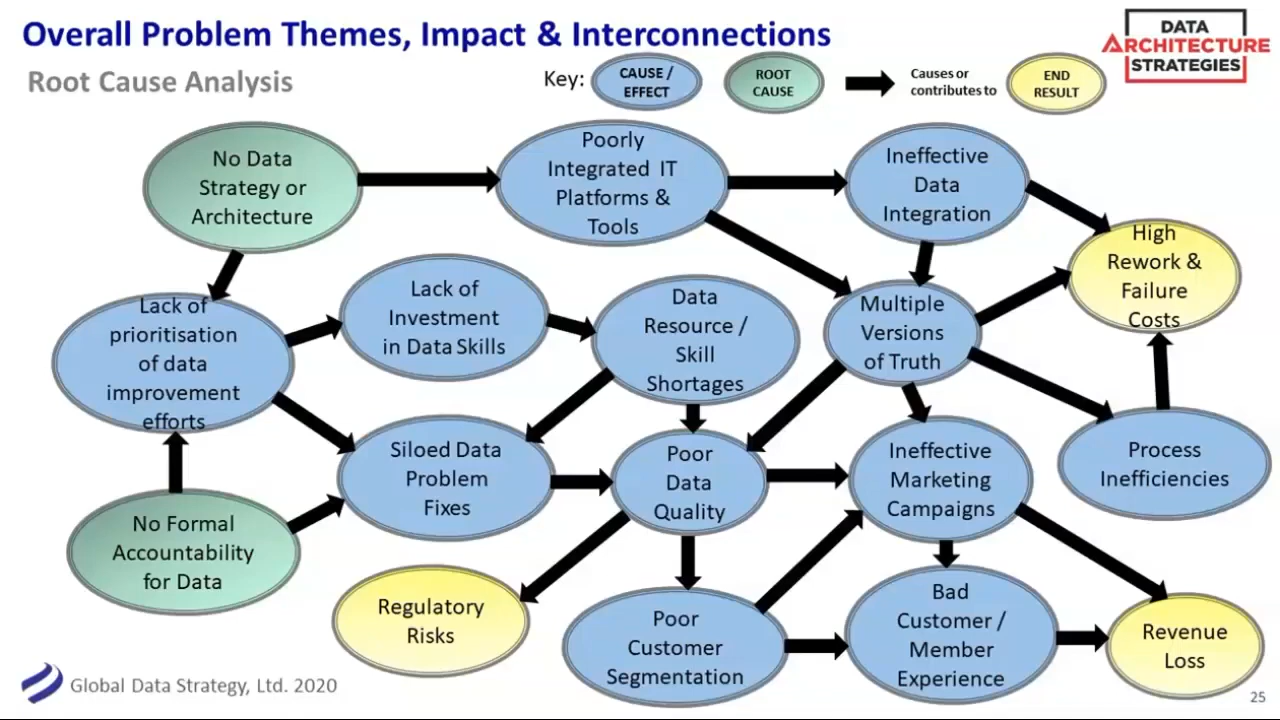 Overall Problem Themes, Impact & Interconnections
Root Cause Analysis
Key:
CAUSE /
EFFECT
ROOT
CAUSE
Causes or
contributes to
END
RESULT
DATA
ARCHITECTURE
STRATEGIES
No Data
Strategy or
Architecture
Poorly
Integrated IT
Platforms &
Tools
Ineffective
Data
Integration
High
Rework &
Failure
Costs
Lack of
prioritisation
of data
improvement
efforts
Lack of
Investment
in Data Skills
Data
Resource /
Skill
Shortages
Multiple
Versions
of Truth
Siloed Data
Problem
Fixes
Poor
Data
Quality
Ineffective
Marketing
Campaigns
Process
Inefficiencies
No Formal
Accountability
for Data
Regulatory
Risks
Poor
Customer
Segmentation
Bad
Customer /
Member
Experience
Revenue
Loss
Global Data Strategy, Ltd. 2020
25